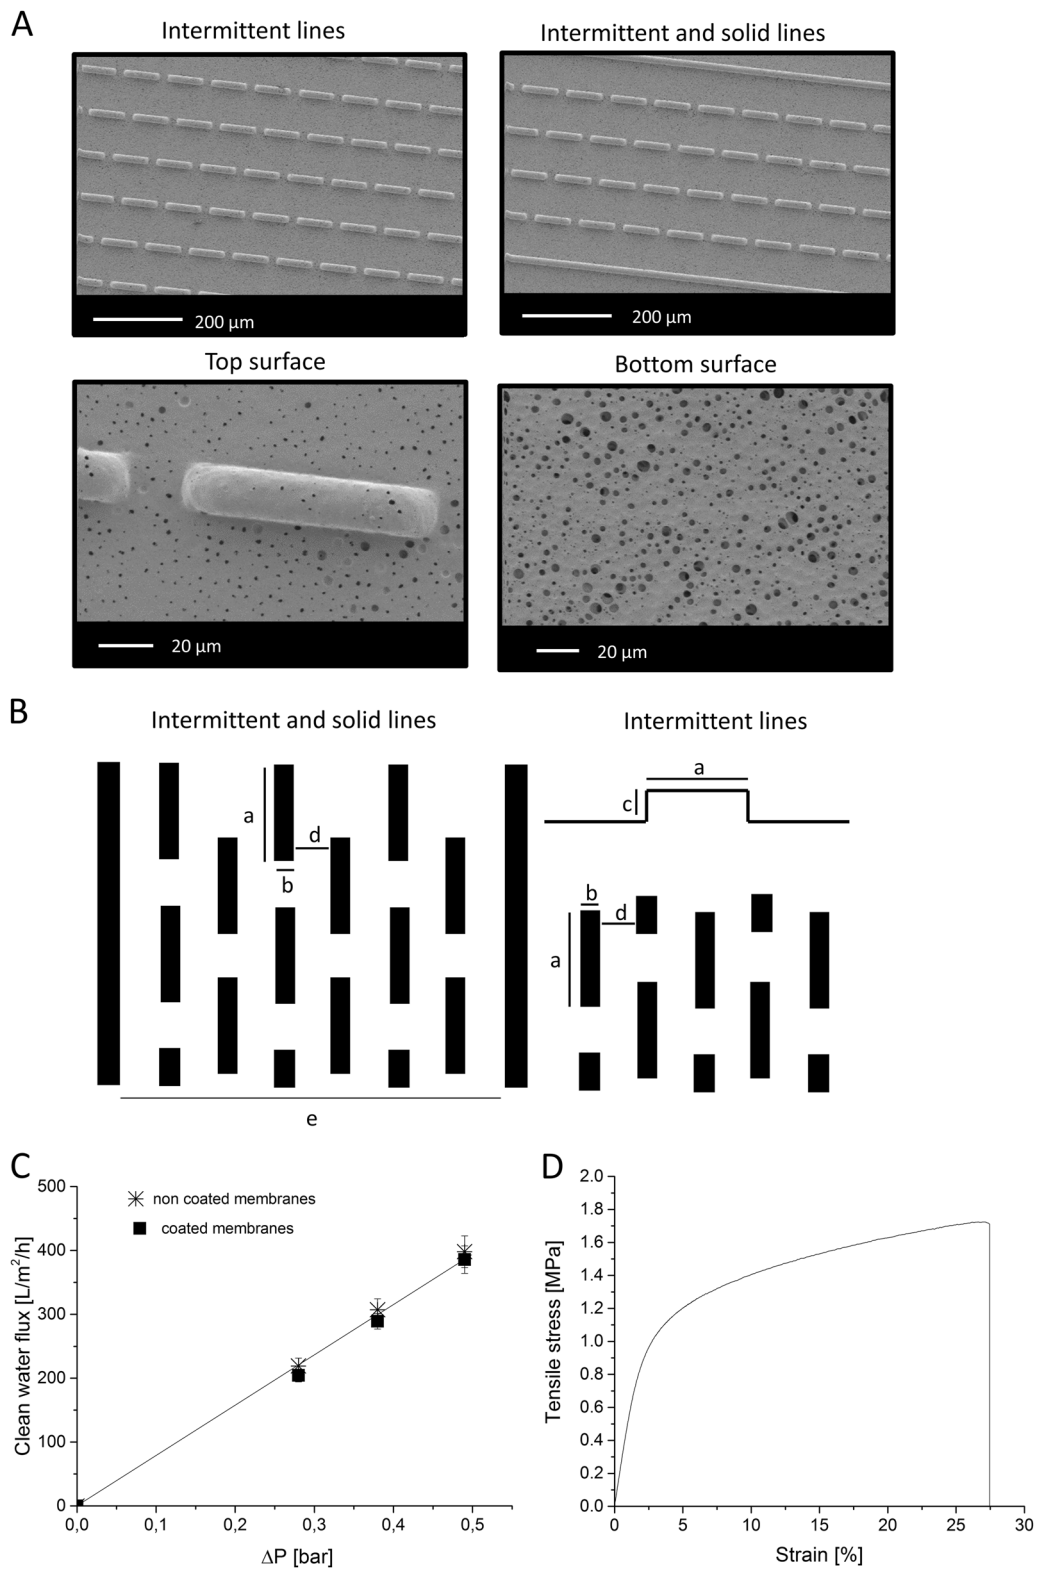 A
Intermittent lines
Intermittent and solid lines
200 µm
200 µm
Top surface
Bottom surface
20 µm
20 µm
B
Intermittent and solid lines
Intermittent lines
a
c
a
d
b
b
d
a
e
C
D
Clean water flux [L/m²/h]
500
400
300
200
100
0
non coated membranes
coated membranes
0,0 0,1 0,2 0,3 0,4 0,5
ΔP [bar]
Tensile stress [MPa]
2.0
1.8
1.6
1.4
1.2
1.0
0.8
0.6
0.4
0.2
0.0
0 5 10 15 20 25 30
Strain [%]